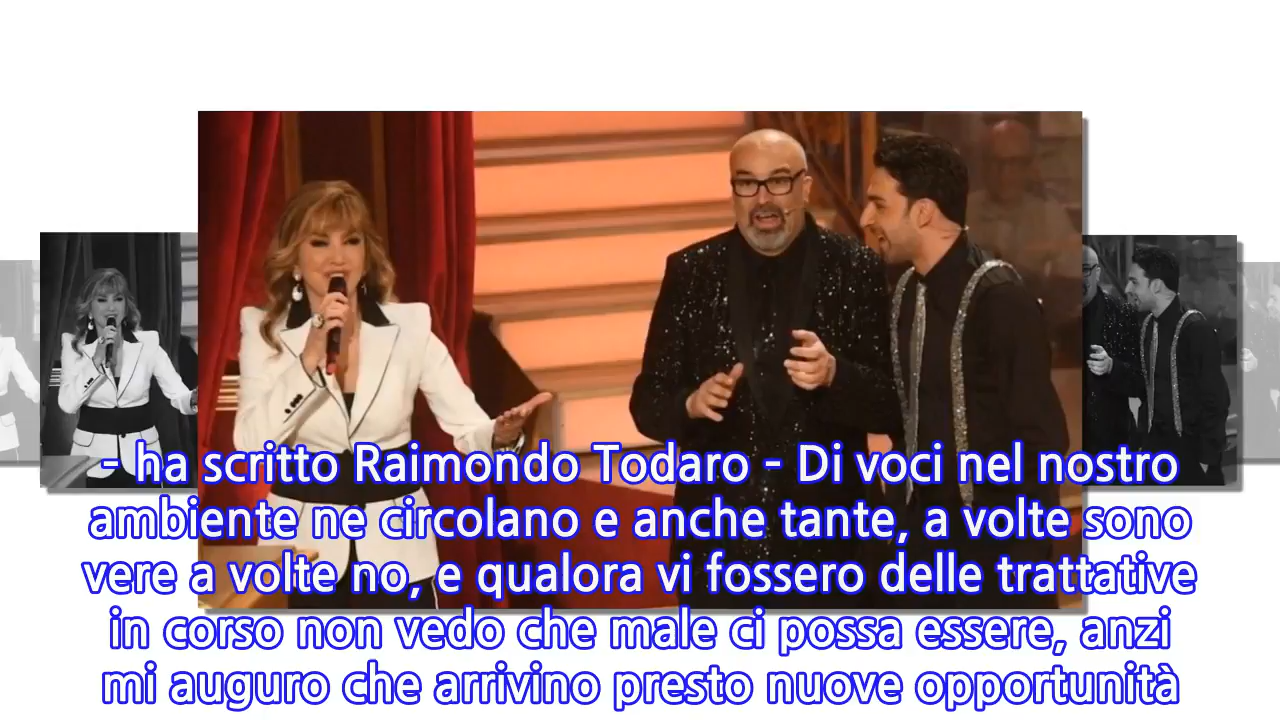 - ha scritto Raimondo Todaro - Di voci nel nostro
ambiente ne circolano e anche tante, a volte sono
vere a volte no, e qualora vi fossero delle trattative
in corso non vedo che male ci possa essere, anzi
mi auguro che arrivino presto nuove opportunità